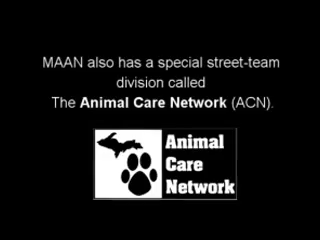 MAAN also has a special street-team
division called
The Animal Care Network (ACN).
Animal
Care
Network